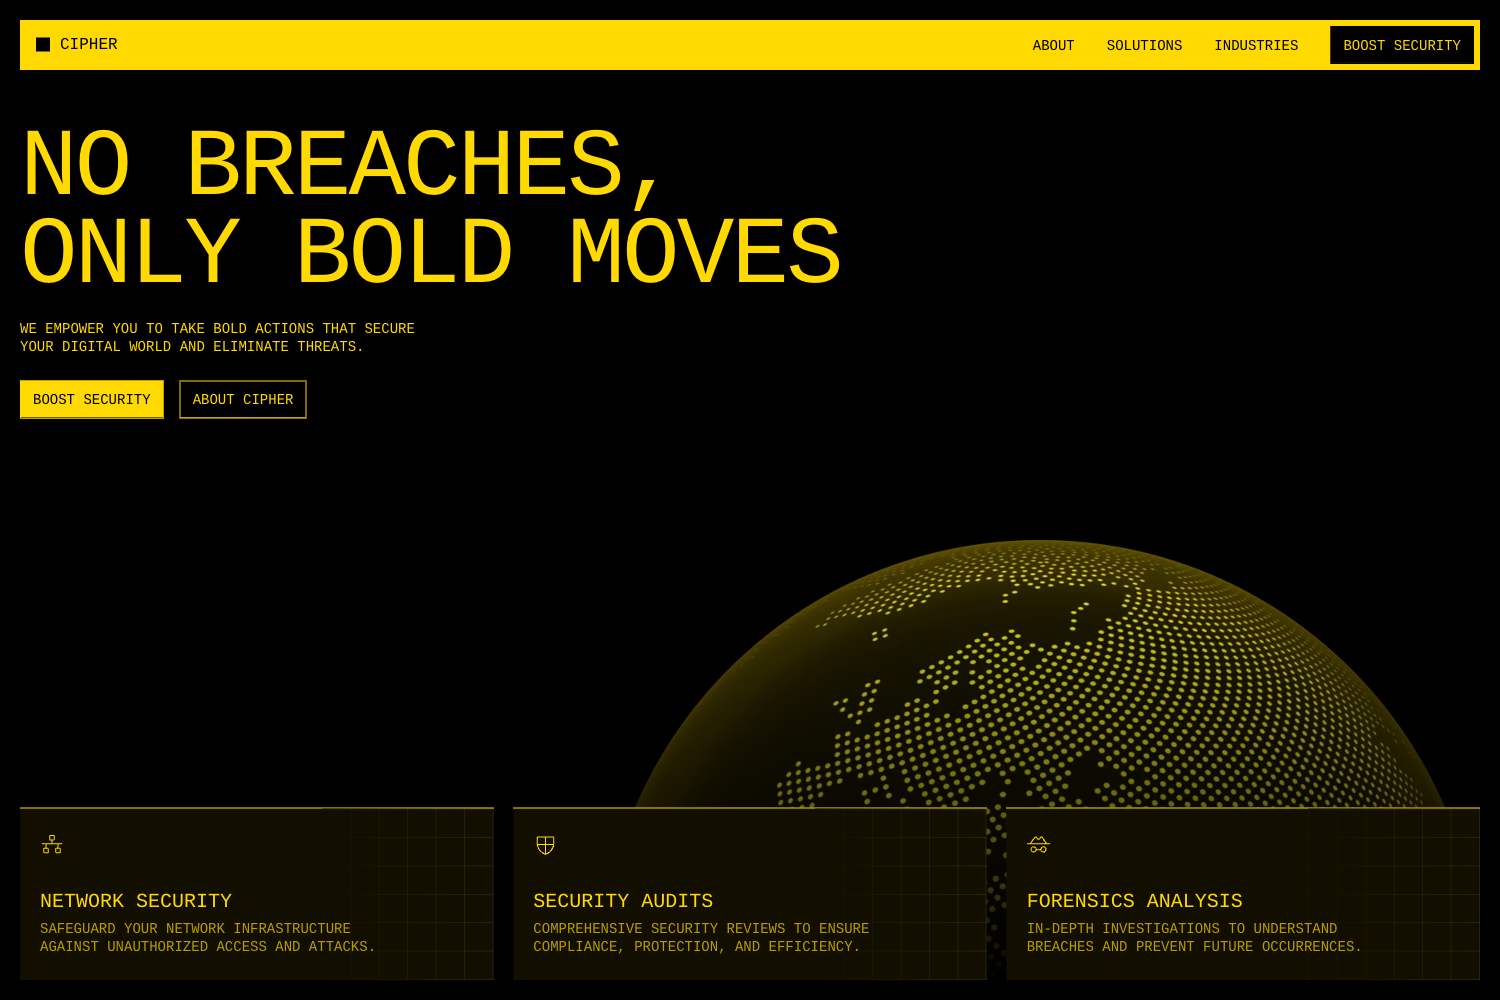 CIPHER
ABOUT
SOLUTIONS
INDUSTRIES
BOOST SECURITY
NO BREACHES,
ONLY BOLD MOVES
WE EMPOWER YOU TO TAKE BOLD ACTIONS THAT SECURE
YOUR DIGITAL WORLD AND ELIMINATE THREATS.
BOOST SECURITY
ABOUT CIPHER
NETWORK SECURITY
SAFEGUARD YOUR NETWORK INFRASTRUCTURE
AGAINST UNAUTHORIZED ACCESS AND ATTACKS.
SECURITY AUDITS
COMPREHENSIVE SECURITY REVIEWS TO ENSURE
COMPLIANCE, PROTECTION, AND EFFICIENCY.
FORENSICS ANALYSIS
IN-DEPTH INVESTIGATIONS TO UNDERSTAND
BREACHES AND PREVENT FUTURE OCCURRENCES.